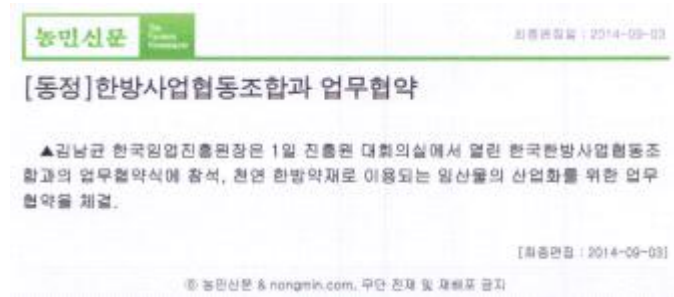 농민신문 The Farmers Newspaper
최종편집일 : 2014-09-03
[동정]한방사업협동조합과 업무협약
▲김남균 한국임업진흥원장은 1일 진흥원 대회의실에서 열린 한국한방사업협동조
합과의 업무협약식에 참석, 천연 한방약재로 이용되는 임산물의 산업화를 위한 업무
협약을 체결.
[최종편집 : 2014-09-03]
ⓒ 농민신문 & nongmin.com, 무단 전재 및 재배포 금지